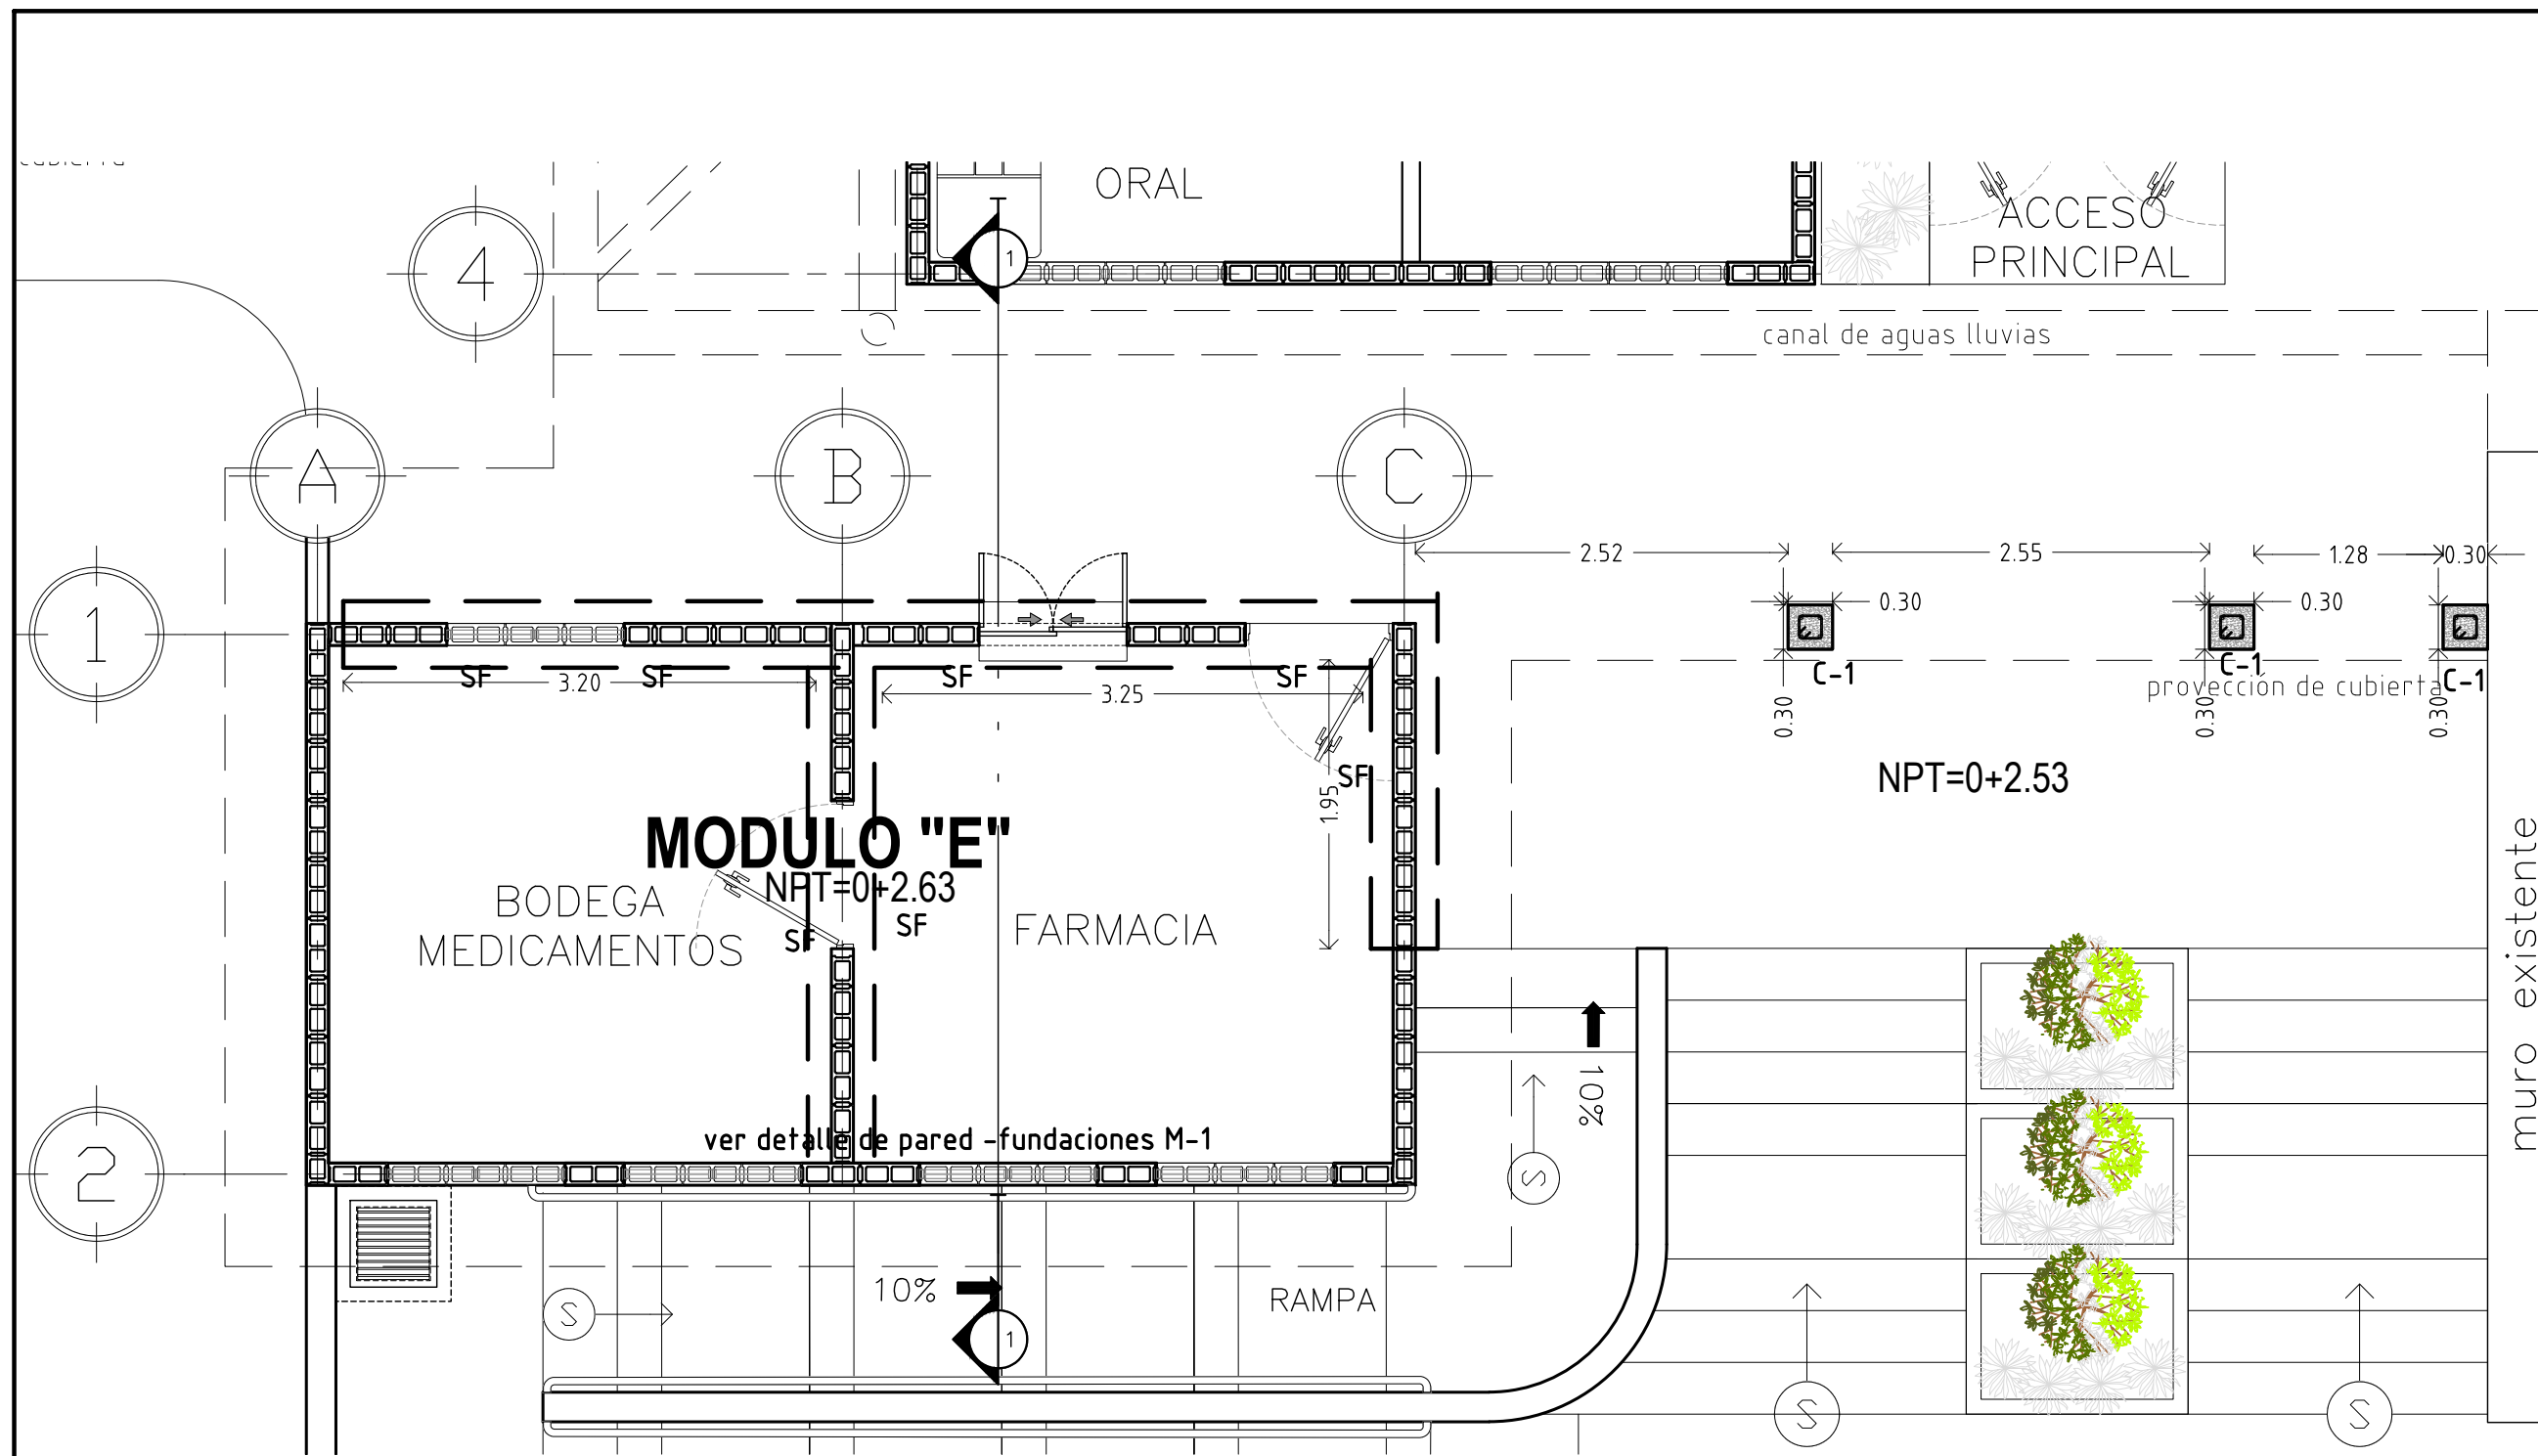 ORAL
ACCESO
PRINCIPAL
1
4
canal de aguas lluvias
A
B
C
2.52
2.55
1.28
0.30
0.30
0.30
1
SF
SF
SF
SF
3.20
3.25
C-1
C-1
C-1
proyección de cubierta
0.30
0.30
0.30
SF
1.95
NPT=0+2.53
MODULO "E"
NPT=0+2.63
BODEGA
MEDICAMENTOS
FARMACIA
SF
SF
muro existente
10%
ver detalle de pared -fundaciones M-1
2
S
10%
RAMPA
S
1
S
S